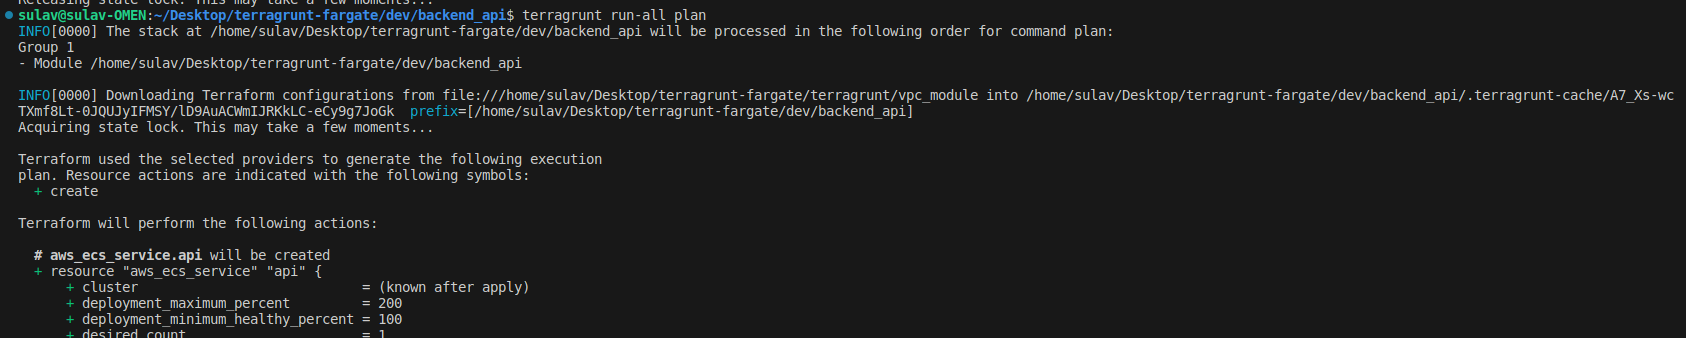 Releasing state lock. This may take a few moments...
sulav@sulav-OMEN:~/Desktop/terragrunt-fargate/dev/backend_api$ terragrunt run-all plan
INFO[0000] The stack at /home/sulav/Desktop/terragrunt-fargate/dev/backend_api will be processed in the following order for command plan:
Group 1
- Module /home/sulav/Desktop/terragrunt-fargate/dev/backend_api
INFO[0000] Downloading Terraform configurations from file:///home/sulav/Desktop/terragrunt-fargate/terragrunt/vpc_module into /home/sulav/Desktop/terragrunt-fargate/dev/backend_api/.terragrunt-cache/A7_Xs-wc
TXmf8Lt-0JQUJyIFMSY/lD9AuACWmIJRKkLC-eCy9g7JoGk  prefix=[/home/sulav/Desktop/terragrunt-fargate/dev/backend_api]
Acquiring state lock. This may take a few moments...
Terraform used the selected providers to generate the following execution
plan. Resource actions are indicated with the following symbols:
+ create
Terraform will perform the following actions:
# aws_ecs_service.api will be created
+ resource "aws_ecs_service" "api" {
+ cluster = (known after apply)
+ deployment_maximum_percent = 200
+ deployment_minimum_healthy_percent = 100
+ desired_count = 1